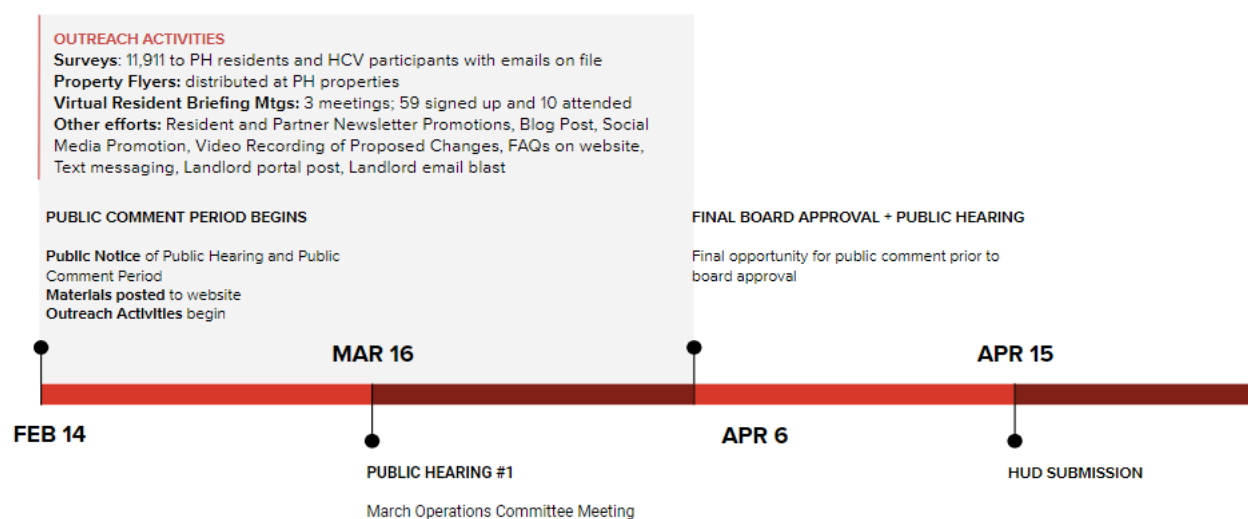 OUTREACH ACTIVITIES
Surveys: 11,911 to PH residents and HCV participants with emails on file
Property Flyers: distributed at PH properties
Virtual Resident Briefing Mtgs: 3 meetings; 59 signed up and 10 attended
Other efforts: Resident and Partner Newsletter Promotions, Blog Post, Social
Media Promotion, Video Recording of Proposed Changes, FAQs on website,
Text messaging, Landlord portal post, Landlord email blast
PUBLIC COMMENT PERIOD BEGINS
Public Notice of Public Hearing and Public
Comment Period
Materials posted to website
Outreach Activities begin
FINAL BOARD APPROVAL + PUBLIC HEARING
Final opportunity for public comment prior to
board approval
MAR 16
APR 15
FEB 14
APR 6
PUBLIC HEARING #1
March Operations Committee Meeting
HUD SUBMISSION